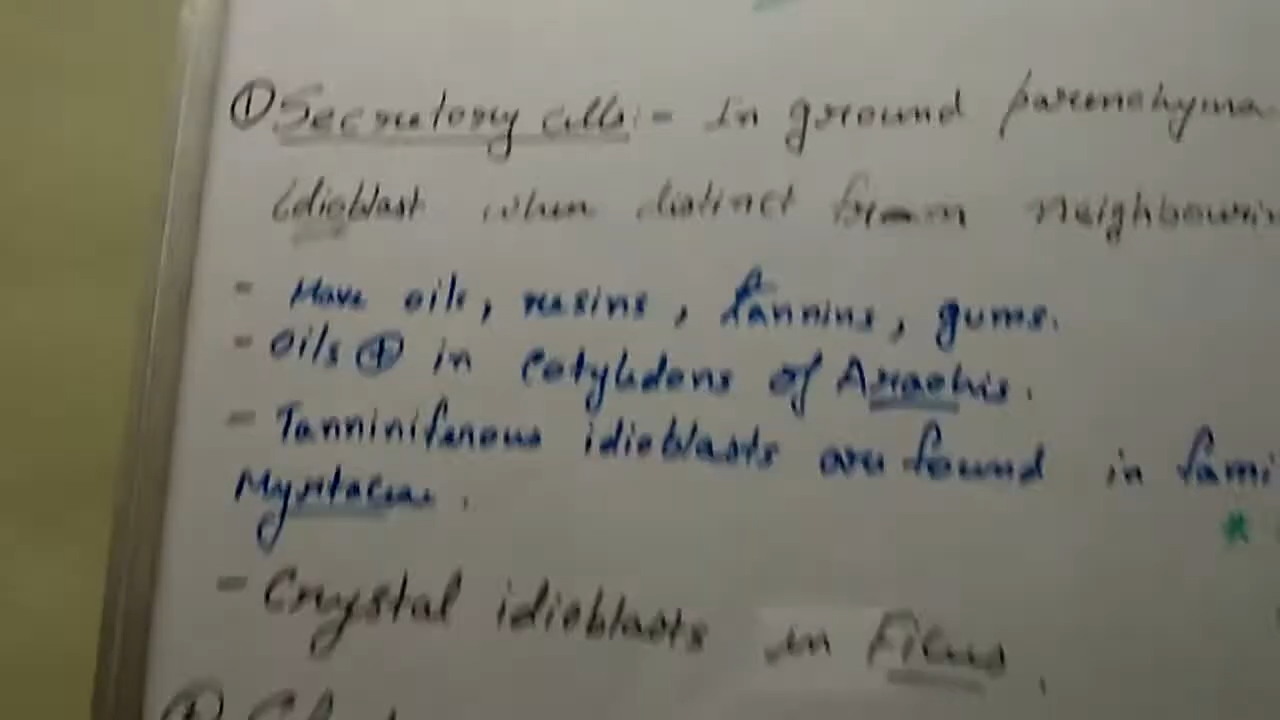 ① Secretory cells:- In ground parenchyma
Idioblast when distinct from neighbourin
- Have oils, resins, tannins, gums.
- Oils ⊕ in cotyledons of Arachis.
- Tanniniferous idioblasts are found in fami
Myrtaceae.
*
- Crystal idioblasts in Ficus.